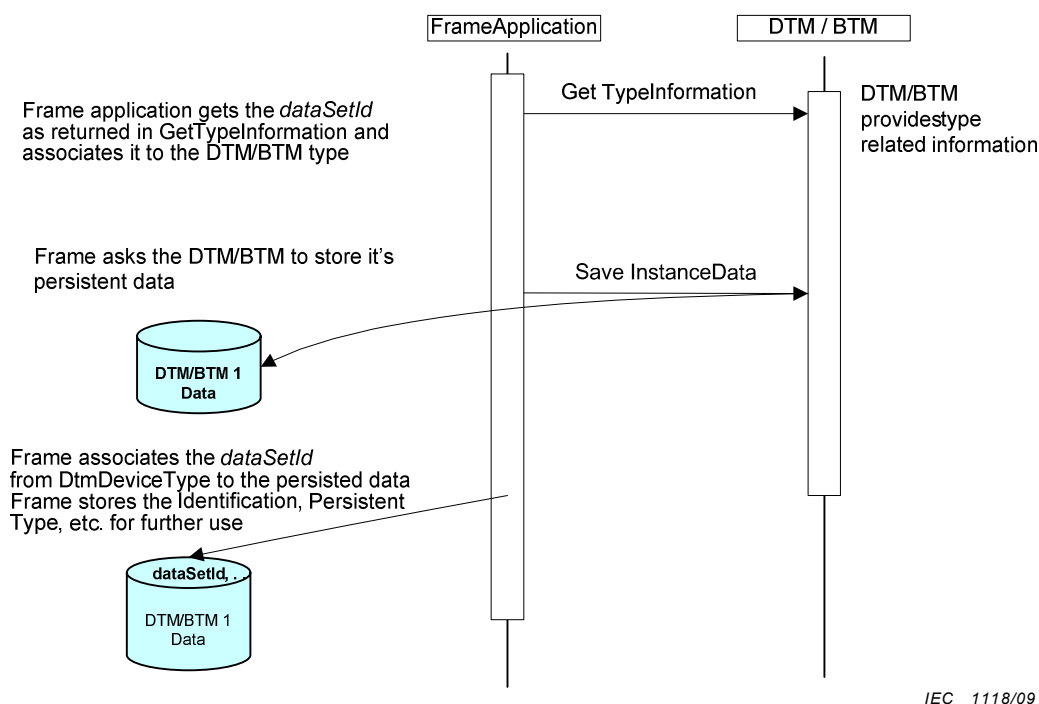 FrameApplication
DTM / BTM
Get TypeInformation
Frame application gets the dataSetId
as returned in GetTypeInformation and
associates it to the DTM/BTM type
DTM/BTM
providestype
related information
Frame asks the DTM/BTM to store it's
persistent data
Save InstanceData
DTM/BTM 1
Data
Frame associates the dataSetId
from DtmDeviceType to the persisted data
Frame stores the Identification, Persistent
Type, etc. for further use
dataSetId, . .
DTM/BTM 1
Data
IEC 1118/09